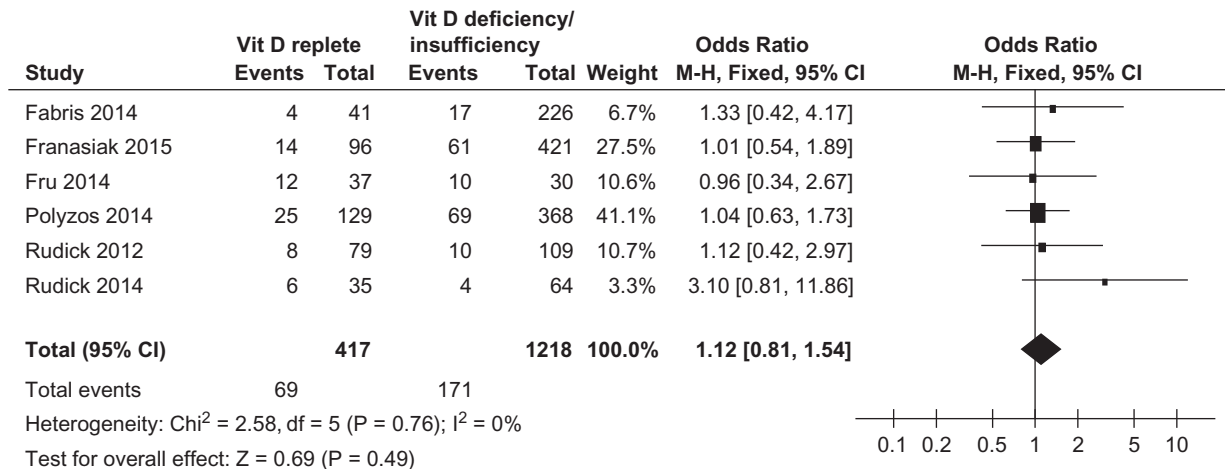 Vit D deficiency/
Vit D replete insufficiency Odds Ratio Odds Ratio
Study Events Total Events Total Weight M-H, Fixed, 95% CI M-H, Fixed, 95% CI
Fabris 2014 4 41 17 226 6.7% 1.33 [0.42, 4.17]
Franasiak 2015 14 96 61 421 27.5% 1.01 [0.54, 1.89]
Fru 2014 12 37 10 30 10.6% 0.96 [0.34, 2.67]
Polyzos 2014 25 129 69 368 41.1% 1.04 [0.63, 1.73]
Rudick 2012 8 79 10 109 10.7% 1.12 [0.42, 2.97]
Rudick 2014 6 35 4 64 3.3% 3.10 [0.81, 11.86]
Total (95% CI) 417 1218 100.0% 1.12 [0.81, 1.54]
Total events 69 171
Heterogeneity: Chi² = 2.58, df = 5 (P = 0.76); I² = 0%
0.1 0.2 0.5 1 2 5 10
Test for overall effect: Z = 0.69 (P = 0.49)